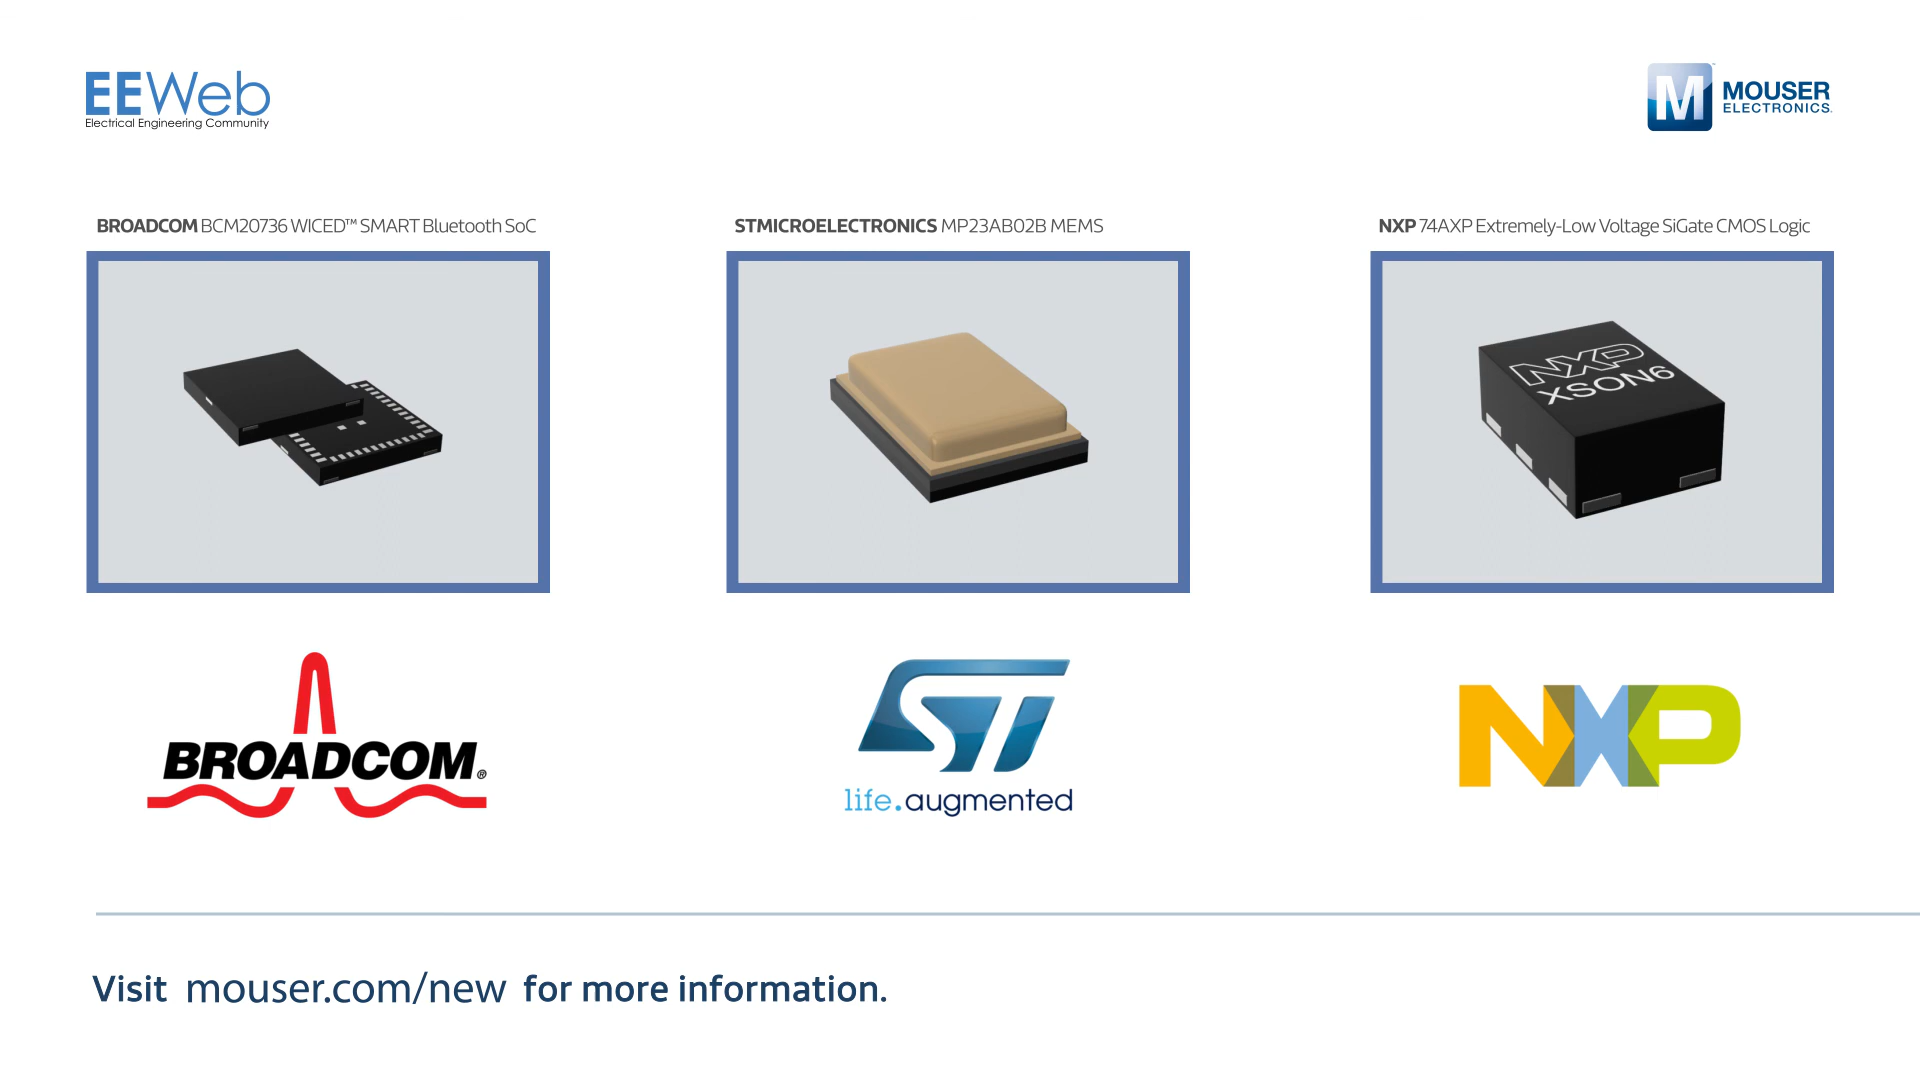 EEWeb
Electrical Engineering Community
M MOUSER
ELECTRONICS
BROADCOM BCM20736 WICED™ SMART Bluetooth SoC
STMICROELECTRONICS MP23AB02B MEMS
NXP 74AXP Extremely-Low Voltage SiGate CMOS Logic
NXP
XSON6
BROADCOM®
ST
life.augmented
NXP
Visit mouser.com/new for more information.